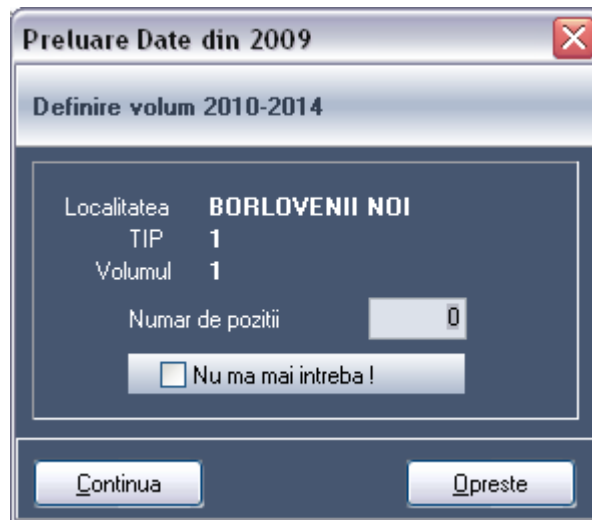 Preluare Date din 2009
Definire volum 2010-2014
Localitatea BORLOVENII NOI
TIP 1
Volumul 1
Numar de pozitii 0
Nu ma mai intreba !
Continua Opreste